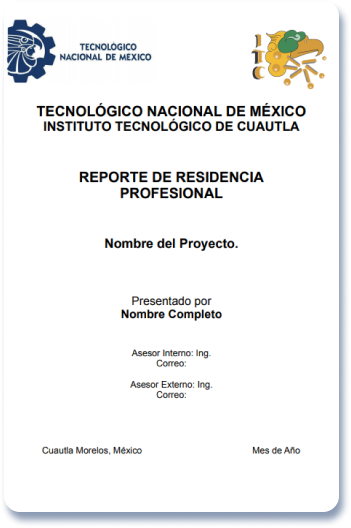 TECNOLÓGICO
NACIONAL DE MÉXICO
ITC
TECNOLÓGICO NACIONAL DE MÉXICO
INSTITUTO TECNOLÓGICO DE CUAUTLA
REPORTE DE RESIDENCIA
PROFESIONAL
Nombre del Proyecto.
Presentado por
Nombre Completo
Asesor Interno: Ing.
Correo:
Asesor Externo: Ing.
Correo:
Cuautla Morelos, México Mes de Año